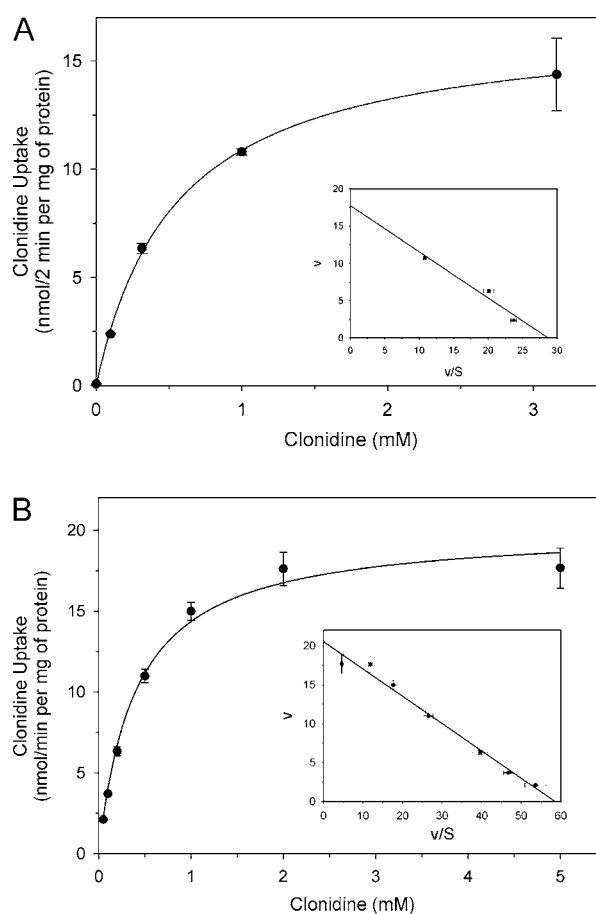 A
Clonidine Uptake
(nmol/2 min per mg of protein)
15
10
5
0
0 1 2 3
Clonidine (mM)
v
20
15
10
5
0
0 5 10 15 20 25 30
v/S
B
Clonidine Uptake
(nmol/min per mg of protein)
20
15
10
5
0
0 1 2 3 4 5
Clonidine (mM)
v
20
15
10
5
0
0 10 20 30 40 50 60
v/S